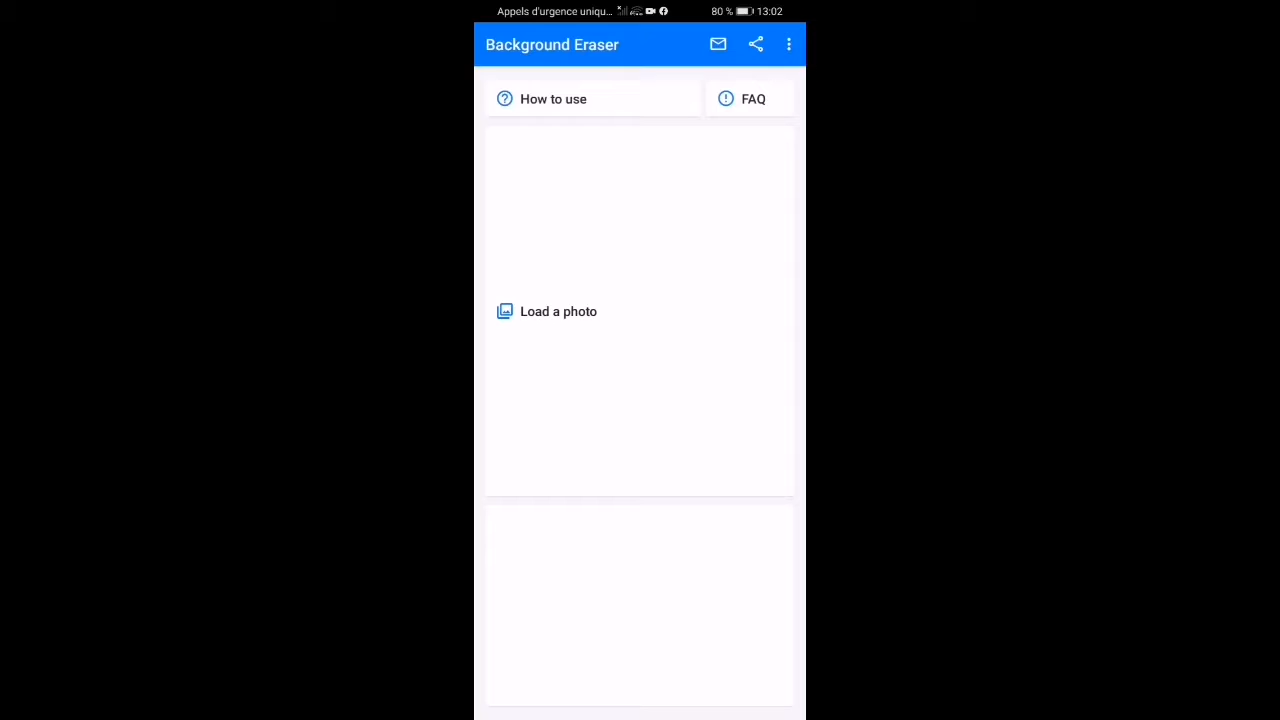 Appels d'urgence uniqu... 80 % 13:02
Background Eraser
How to use FAQ
Load a photo